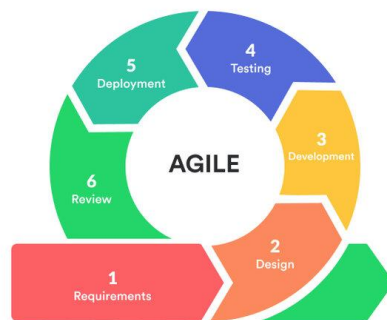 AGILE
1
Requirements
2
Design
3
Development
4
Testing
5
Deployment
6
Review